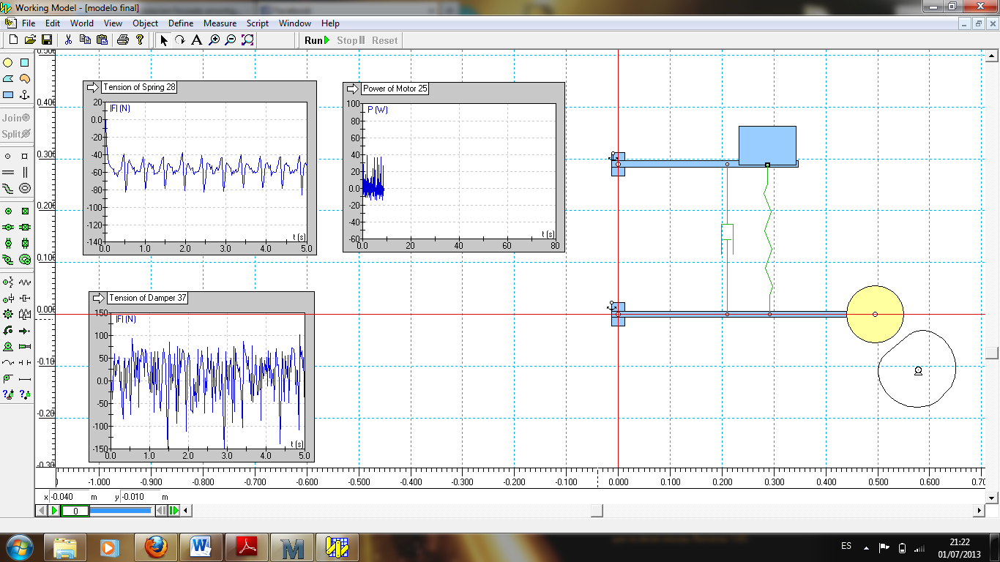 Working Model - [modelo final]
File Edit World View Object Define Measure Script Window Help
Run Stop Reset
Join
Split
0.400
0.300
0.200
0.100
0.000
-0.10
-0.20
-0.30
Tension of Spring 28
|F| (N)
20
0.0
-20
-40
-60
-80
-100
-120
-140
t (s)
0.0 1.0 2.0 3.0 4.0 5.0
Power of Motor 25
P (W)
100
80
60
40
20
0.0
-20
-40
-60
t (s)
0.0 20 40 60 80
Tension of Damper 37
|F| (N)
150
100
50
0.0
-50
-100
-150
t (s)
0.0 1.0 2.0 3.0 4.0 5.0
-1.000 -0.900 -0.800 -0.700 -0.600 -0.500 -0.400 -0.300 -0.200 -0.100 0.000 0.100 0.200 0.300 0.400 0.500 0.600 0.70
x -0.040 m y -0.010 m
0
ES
21:22
01/07/2013